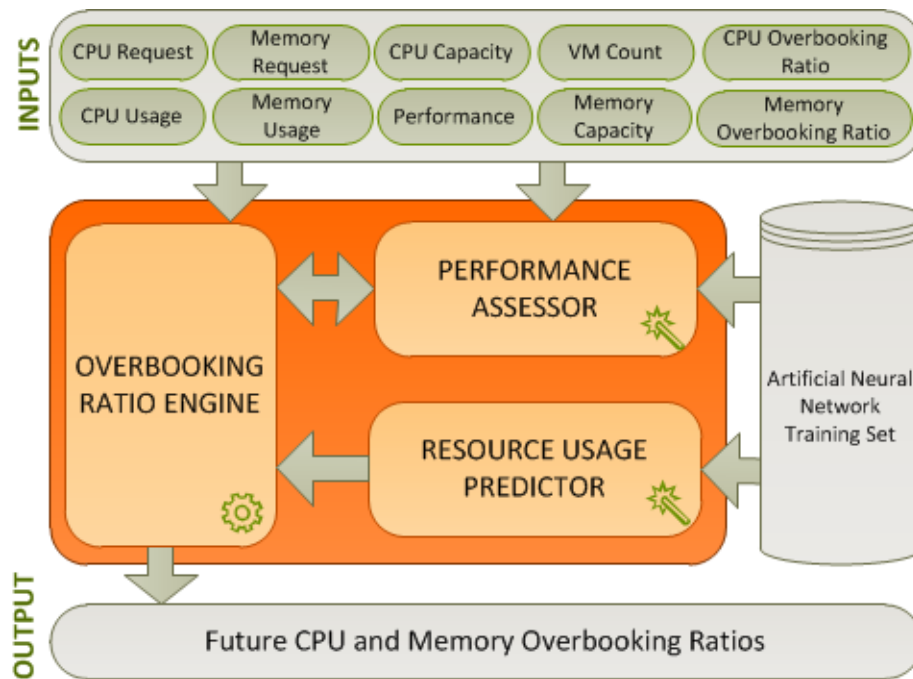 INPUTS
CPU Request
Memory
Request
CPU Capacity
VM Count
CPU Overbooking
Ratio
CPU Usage
Memory
Usage
Performance
Memory
Capacity
Memory
Overbooking Ratio
OVERBOOKING
RATIO ENGINE
PERFORMANCE
ASSESSOR
RESOURCE USAGE
PREDICTOR
Artificial Neural
Network
Training Set
OUTPUT
Future CPU and Memory Overbooking Ratios